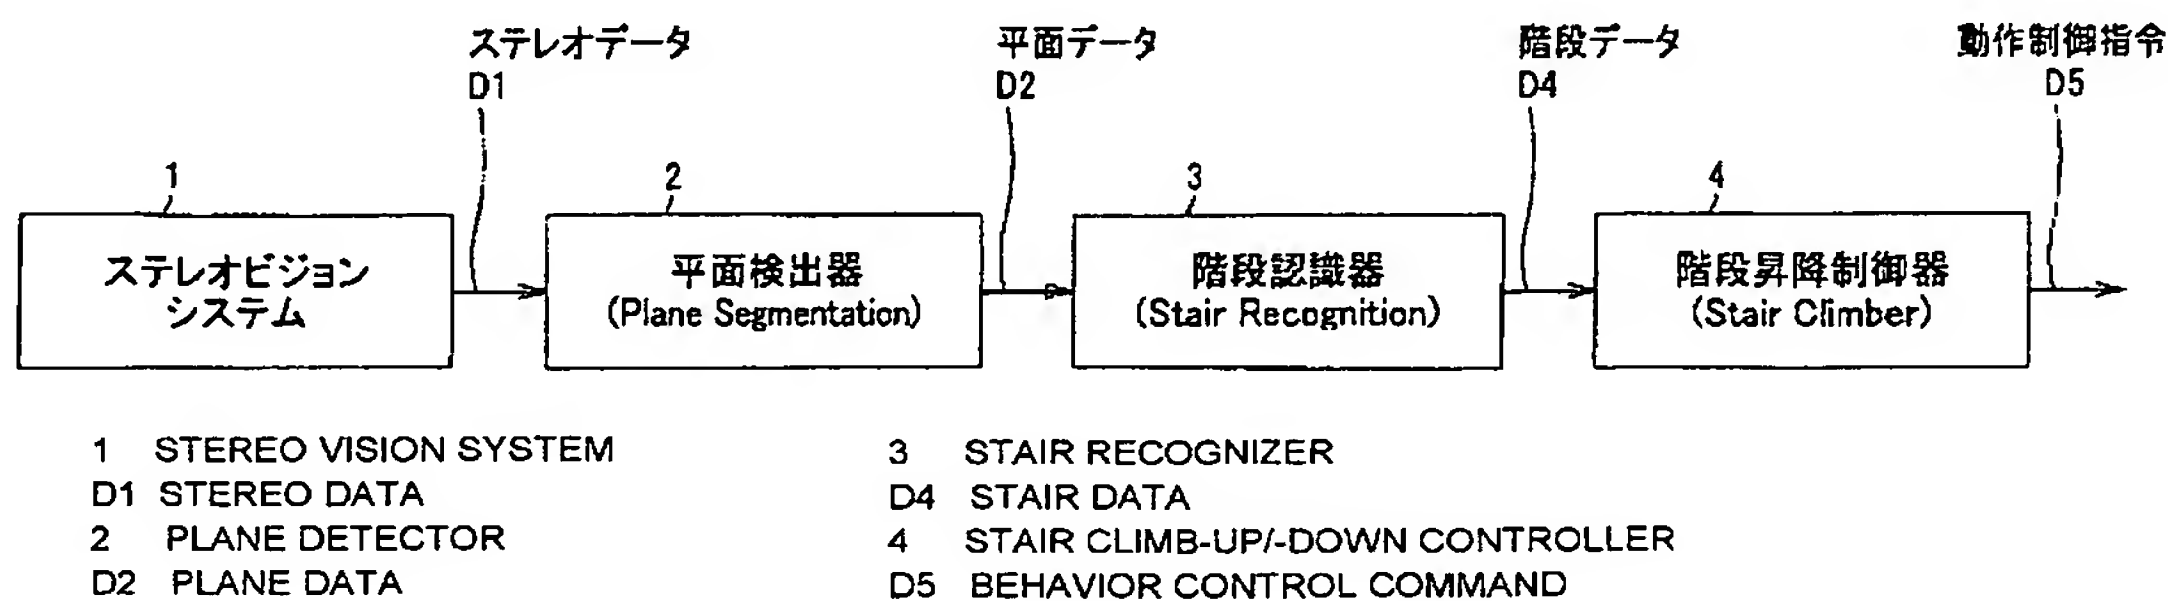 ステレオデータ
D1
平面データ
D2
階段データ
D4
動作制御指令
D5
1
2
3
4
ステレオビジョン
システム
平面検出器
(Plane Segmentation)
階段認識器
(Stair Recognition)
階段昇降制御器
(Stair Climber)
1 STEREO VISION SYSTEM
D1 STEREO DATA
2 PLANE DETECTOR
D2 PLANE DATA
3 STAIR RECOGNIZER
D4 STAIR DATA
4 STAIR CLIMB-UP/-DOWN CONTROLLER
D5 BEHAVIOR CONTROL COMMAND